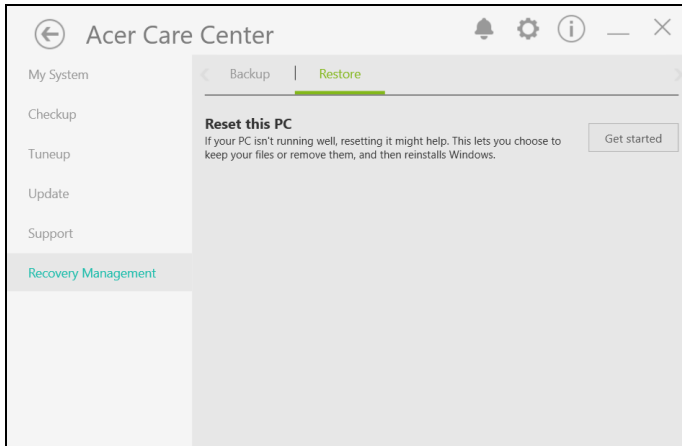 Acer Care Center
My System
Checkup
Tuneup
Update
Support
Recovery Management
Backup | Restore
Reset this PC
If your PC isn't running well, resetting it might help. This lets you choose to
keep your files or remove them, and then reinstalls Windows.
Get started